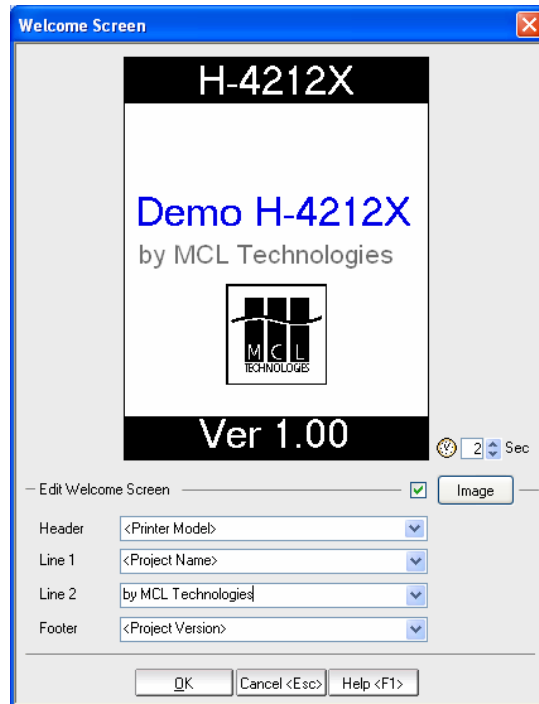 Welcome Screen
H-4212X
Demo H-4212X
by MCL Technologies
M C L
TECHNOLOGIES
Ver 1.00
2 Sec
Edit Welcome Screen Image
Header <Printer Model>
Line 1 <Project Name>
Line 2 by MCL Technologies
Footer <Project Version>
OK Cancel <Esc> Help <F1>